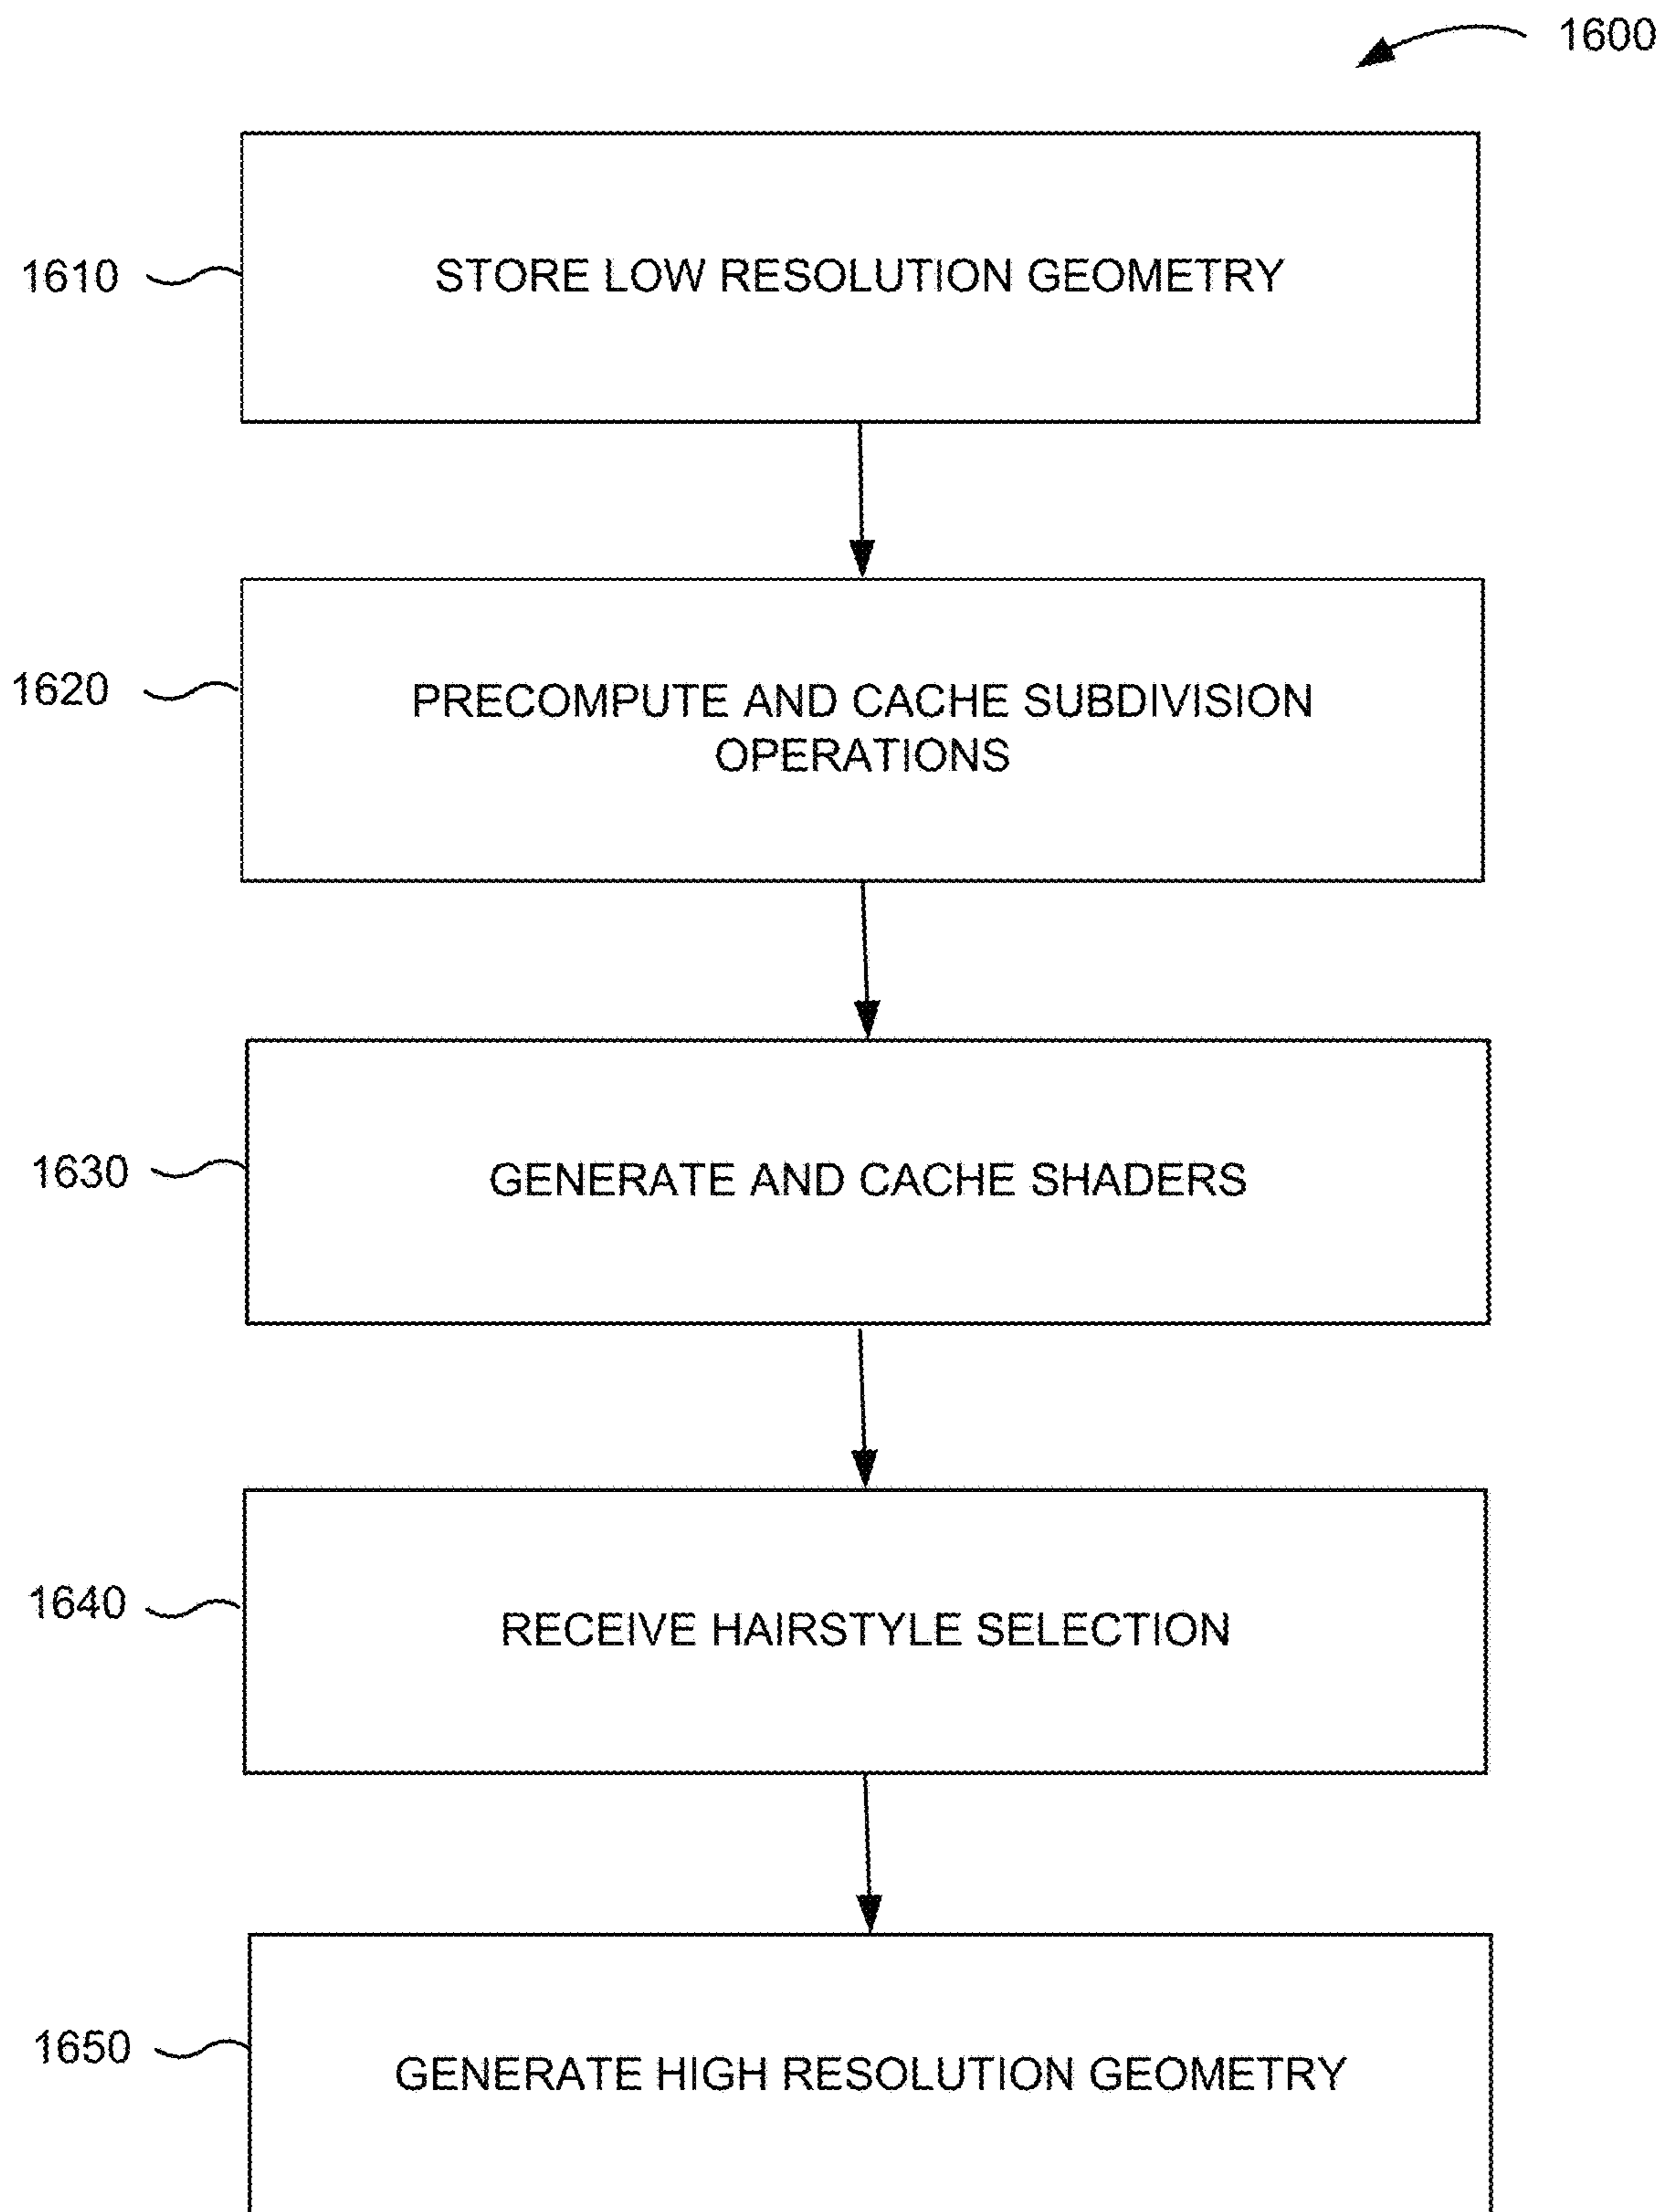 1600
1610
STORE LOW RESOLUTION GEOMETRY
1620
PRECOMPUTE AND CACHE SUBDIVISION
OPERATIONS
1630
GENERATE AND CACHE SHADERS
1640
RECEIVE HAIRSTYLE SELECTION
1650
GENERATE HIGH RESOLUTION GEOMETRY